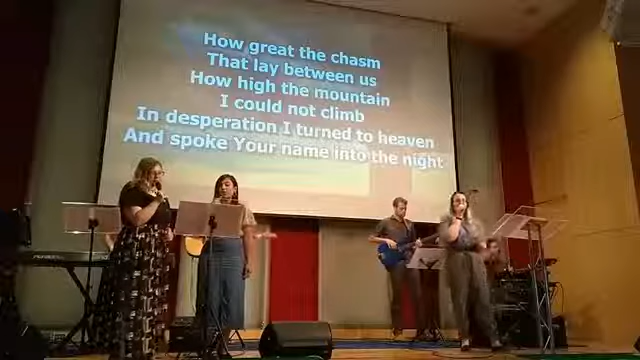 How great the chasm
That lay between us
How high the mountain
I could not climb
In desperation I turned to heaven
And spoke Your name into the night